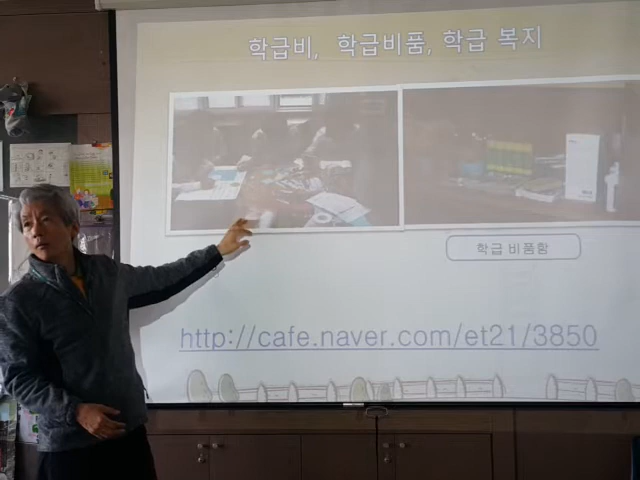 학급비, 학급비품, 학급 복지
학급 비품함
http://cafe.naver.com/et21/3850